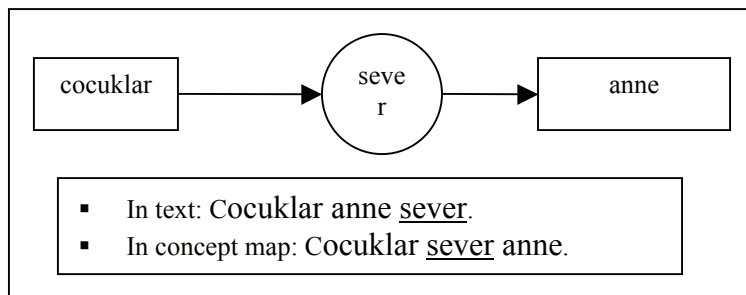 cocuklar
seve
r
anne
▪ In text: Cocuklar anne sever.
▪ In concept map: Cocuklar sever anne.